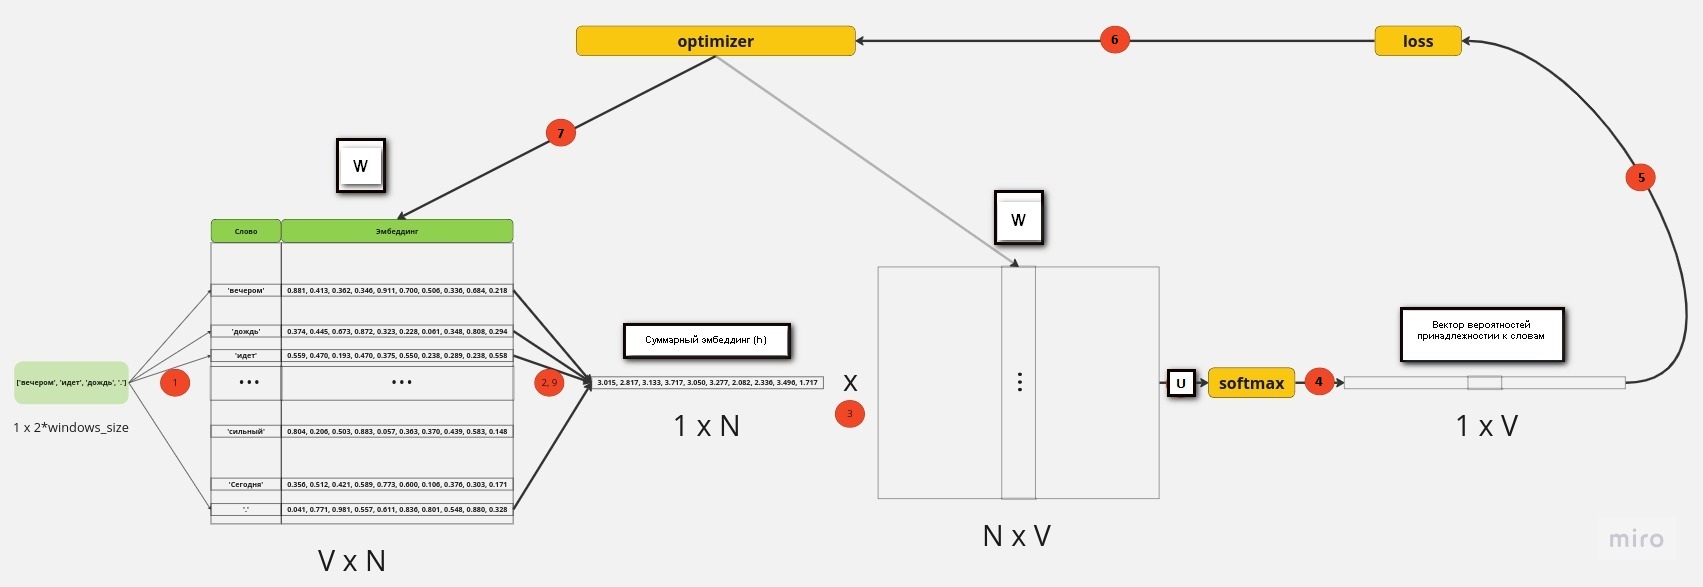 optimizer
6
loss
7
W
5
W
Слово
Эмбеддинг
'вечером'
0.881, 0.413, 0.362, 0.346, 0.911, 0.700, 0.506, 0.336, 0.684, 0.218
'дождь'
0.374, 0.445, 0.673, 0.872, 0.323, 0.228, 0.061, 0.348, 0.808, 0.294
'идет'
0.559, 0.470, 0.193, 0.470, 0.375, 0.550, 0.238, 0.289, 0.238, 0.558
•••
•••
'сильный'
0.804, 0.206, 0.503, 0.883, 0.057, 0.363, 0.370, 0.439, 0.583, 0.148
'Сегодня'
0.356, 0.512, 0.421, 0.589, 0.773, 0.600, 0.106, 0.376, 0.303, 0.171
'.'
0.041, 0.771, 0.981, 0.557, 0.611, 0.836, 0.801, 0.548, 0.880, 0.328
['вечером', 'идет', 'дождь', '.']
1
1 x 2*windows_size
V x N
2, 9
Суммарный эмбеддинг (h)
3.015, 2.817, 3.133, 3.717, 3.050, 3.277, 2.082, 2.336, 3.496, 1.717
1 x N
x
3
N x V
U
softmax
4
Вектор вероятностей
принадлежностии к словам
1 x V
miro